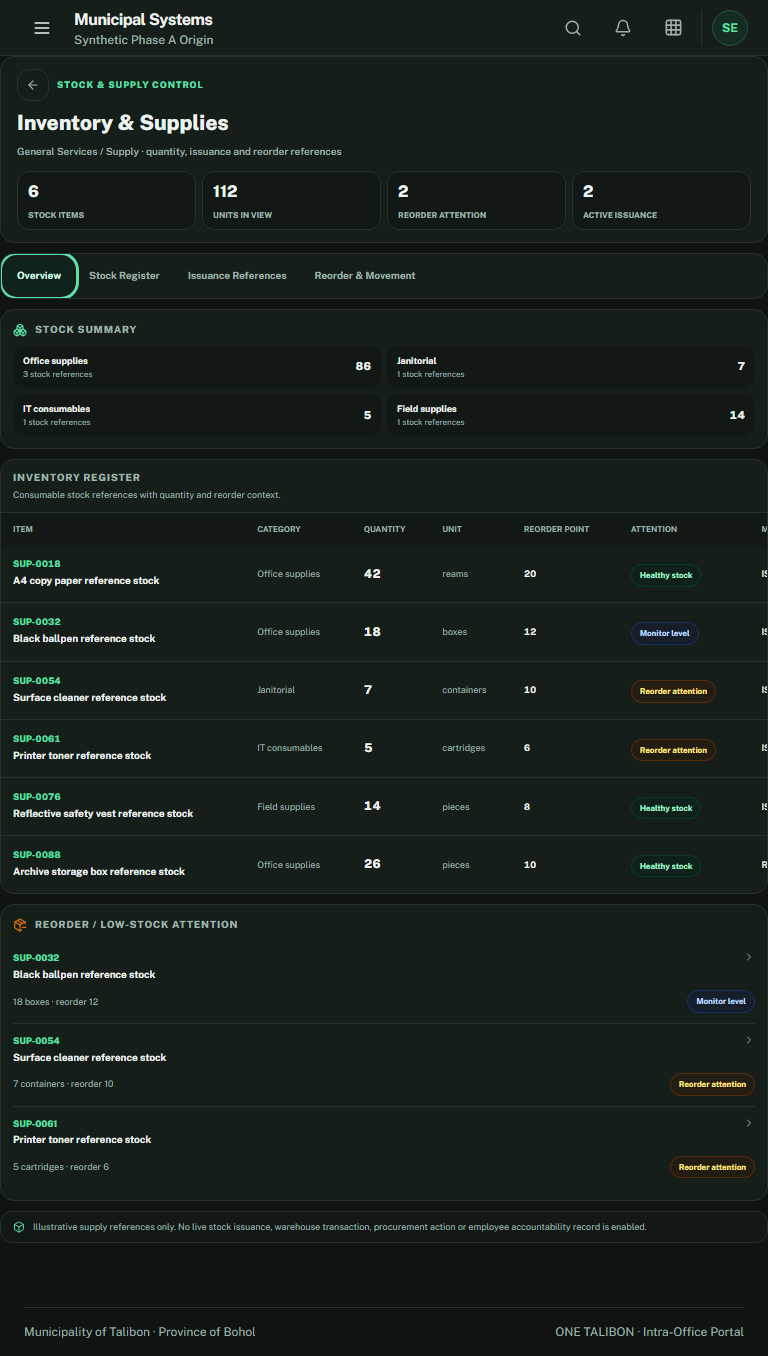 Municipal Systems
Synthetic Phase A Origin
SE
STOCK & SUPPLY CONTROL
Inventory & Supplies
General Services / Supply · quantity, issuance and reorder references
6
STOCK ITEMS
112
UNITS IN VIEW
2
REORDER ATTENTION
2
ACTIVE ISSUANCE
Overview
Stock Register
Issuance References
Reorder & Movement
STOCK SUMMARY
Office supplies
3 stock references
86
Janitorial
1 stock references
7
IT consumables
1 stock references
5
Field supplies
1 stock references
14
INVENTORY REGISTER
Consumable stock references with quantity and reorder context.
ITEM CATEGORY QUANTITY UNIT REORDER POINT ATTENTION
SUP-0018
A4 copy paper reference stock
Office supplies 42 reams 20 Healthy stock
SUP-0032
Black ballpen reference stock
Office supplies 18 boxes 12 Monitor level
SUP-0054
Surface cleaner reference stock
Janitorial 7 containers 10 Reorder attention
SUP-0061
Printer toner reference stock
IT consumables 5 cartridges 6 Reorder attention
SUP-0076
Reflective safety vest reference stock
Field supplies 14 pieces 8 Healthy stock
SUP-0088
Archive storage box reference stock
Office supplies 26 pieces 10 Healthy stock
REORDER / LOW-STOCK ATTENTION
SUP-0032
Black ballpen reference stock
18 boxes · reorder 12
Monitor level
SUP-0054
Surface cleaner reference stock
7 containers · reorder 10
Reorder attention
SUP-0061
Printer toner reference stock
5 cartridges · reorder 6
Reorder attention
Illustrative supply references only. No live stock issuance, warehouse transaction, procurement action or employee accountability record is enabled.
Municipality of Talibon · Province of Bohol
ONE TALIBON · Intra-Office Portal